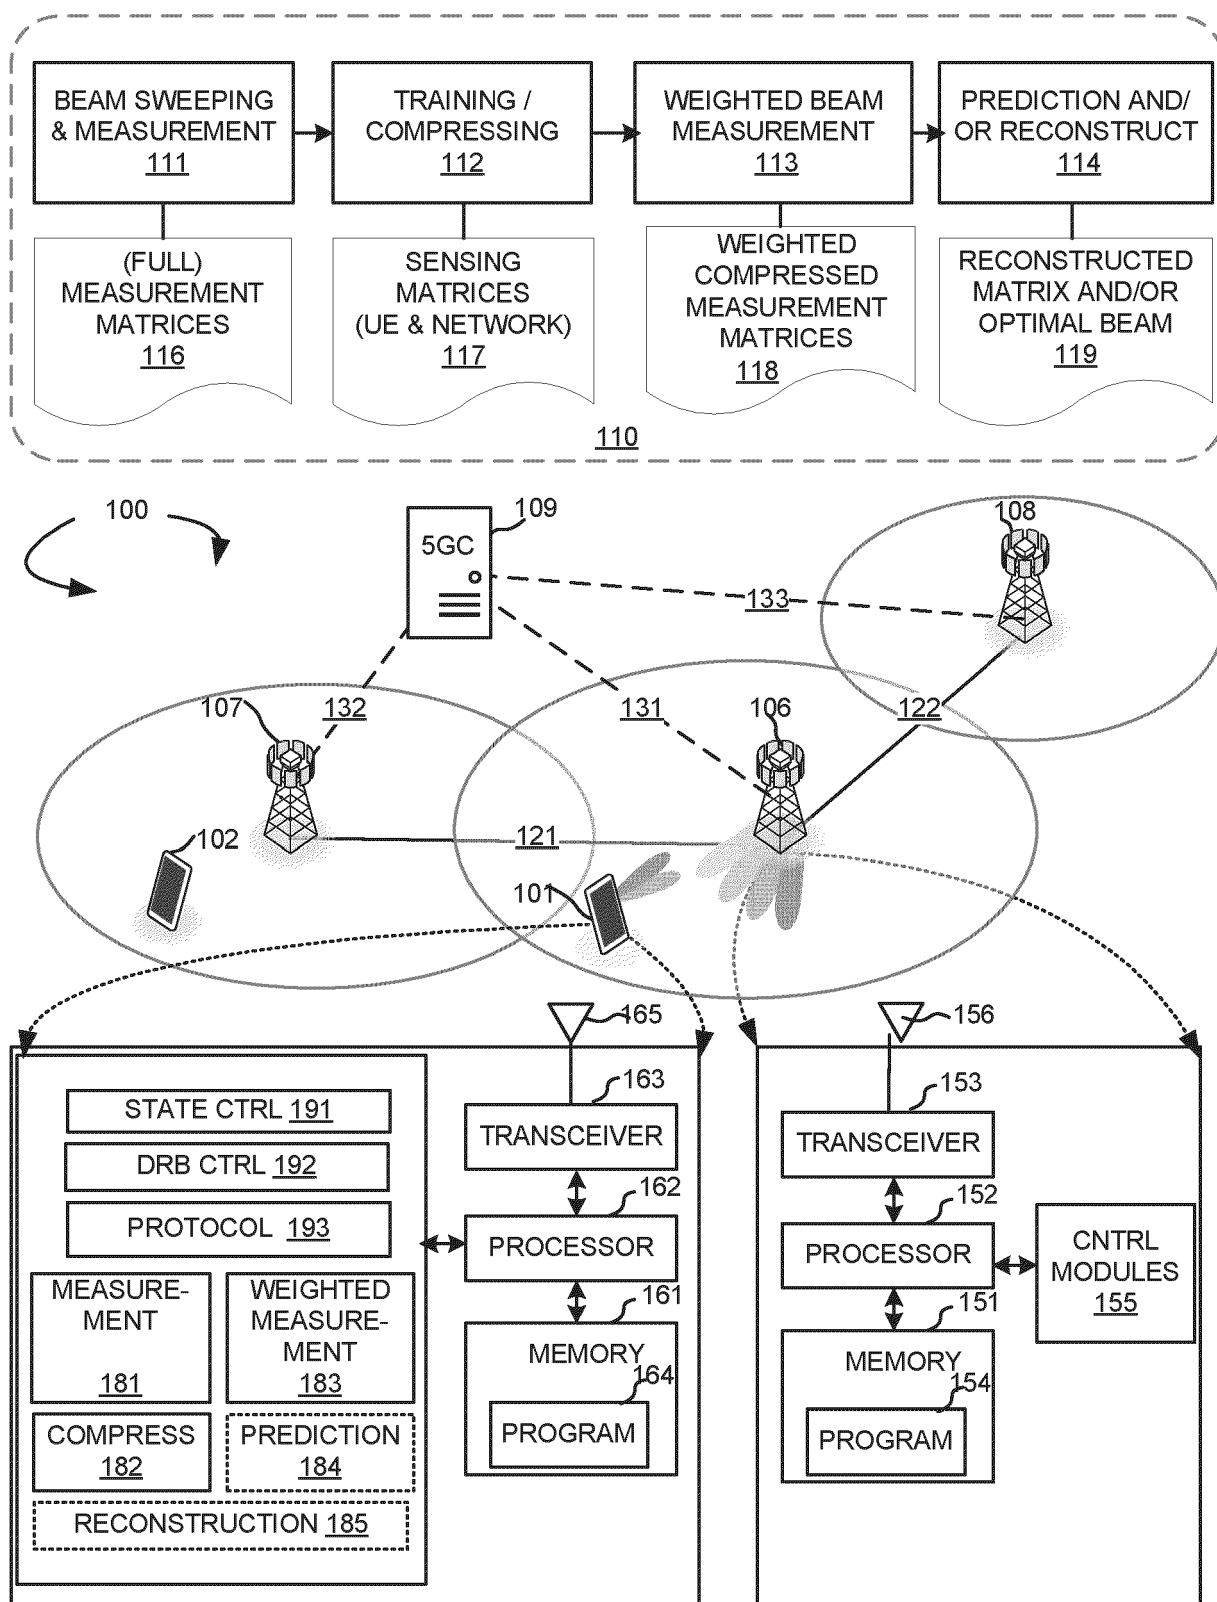 BEAM SWEEPING
& MEASUREMENT
111
TRAINING /
COMPRESSING
112
WEIGHTED BEAM
MEASUREMENT
113
PREDICTION AND/
OR RECONSTRUCT
114
(FULL)
MEASUREMENT
MATRICES
116
SENSING
MATRICES
(UE & NETWORK)
117
WEIGHTED
COMPRESSED
MEASUREMENT
MATRICES
118
RECONSTRUCTED
MATRIX AND/OR
OPTIMAL BEAM
119
110
100
109
5GC
108
133
107
132
131
106
122
102
121
101
165
156
163
TRANSCEIVER
153
TRANSCEIVER
STATE CTRL 191
DRB CTRL 192
PROTOCOL 193
162
PROCESSOR
152
PROCESSOR
CNTRL
MODULES
155
MEASURE-
MENT
181
WEIGHTED
MEASURE-
MENT
183
161
MEMORY
164
PROGRAM
151
MEMORY
154
PROGRAM
COMPRESS
182
PREDICTION
184
RECONSTRUCTION 185